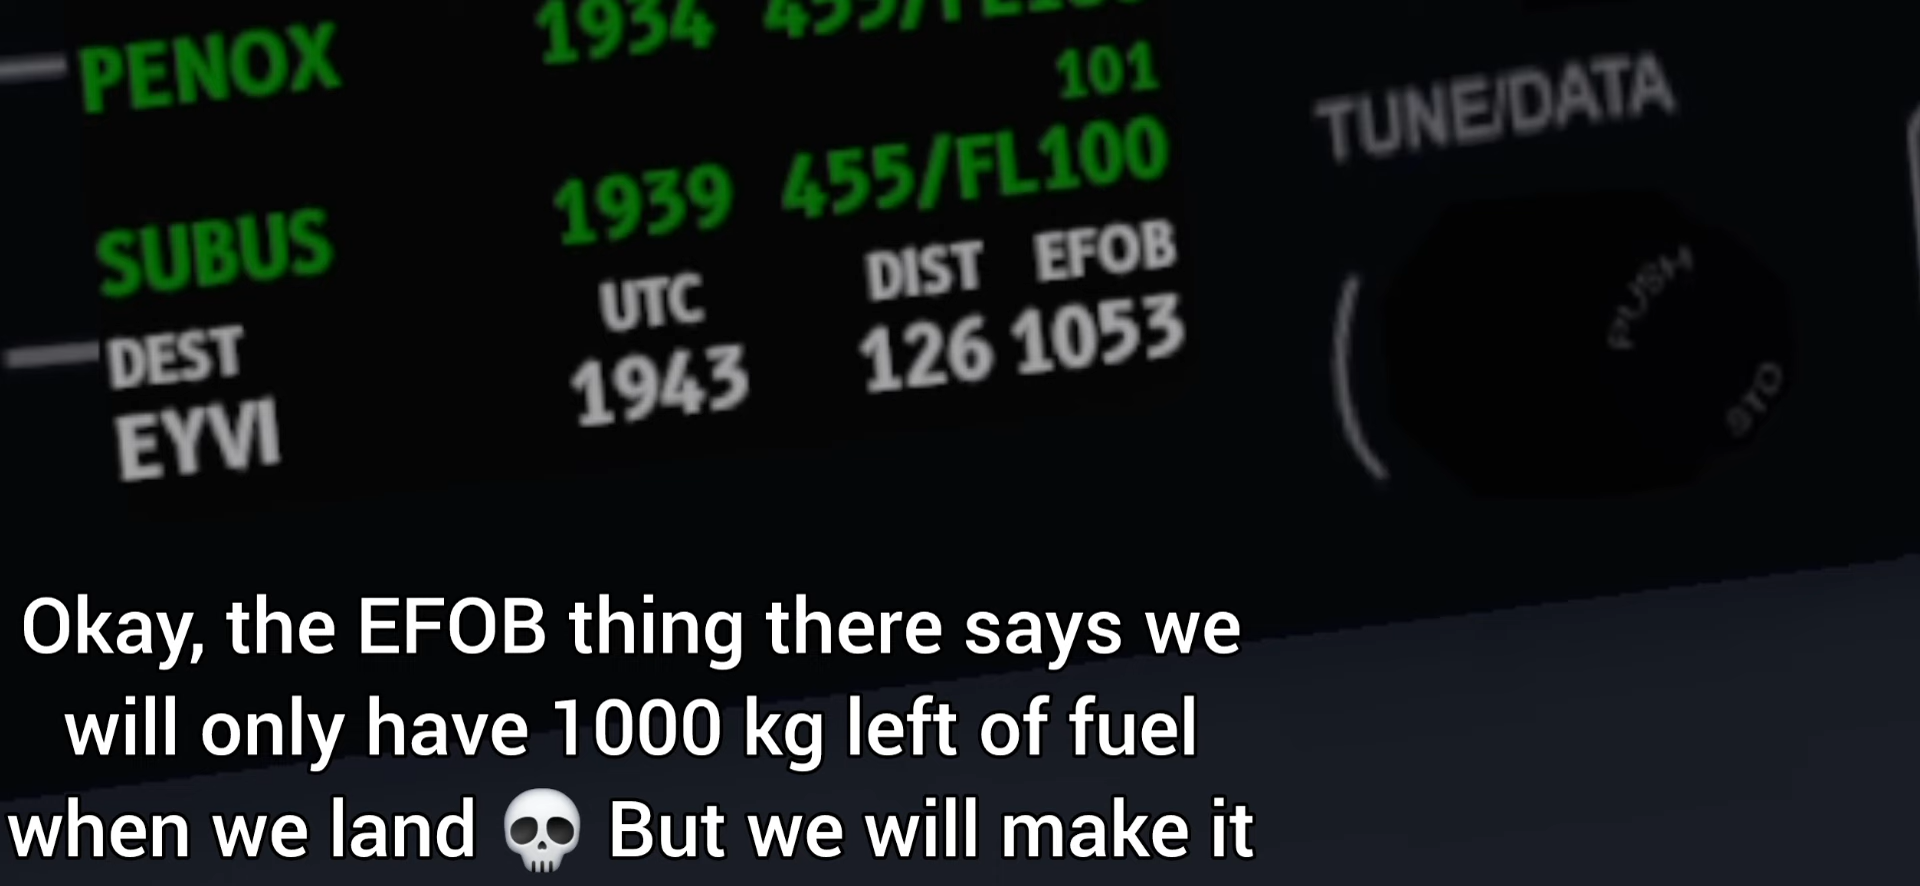 PENOX 1934 455/FL100
101
SUBUS 1939 455/FL100
UTC DIST EFOB
DEST 1943 126 1053
EYVI
TUNE/DATA
PUSH
STD
Okay, the EFOB thing there says we
will only have 1000 kg left of fuel
when we land 💀 But we will make it